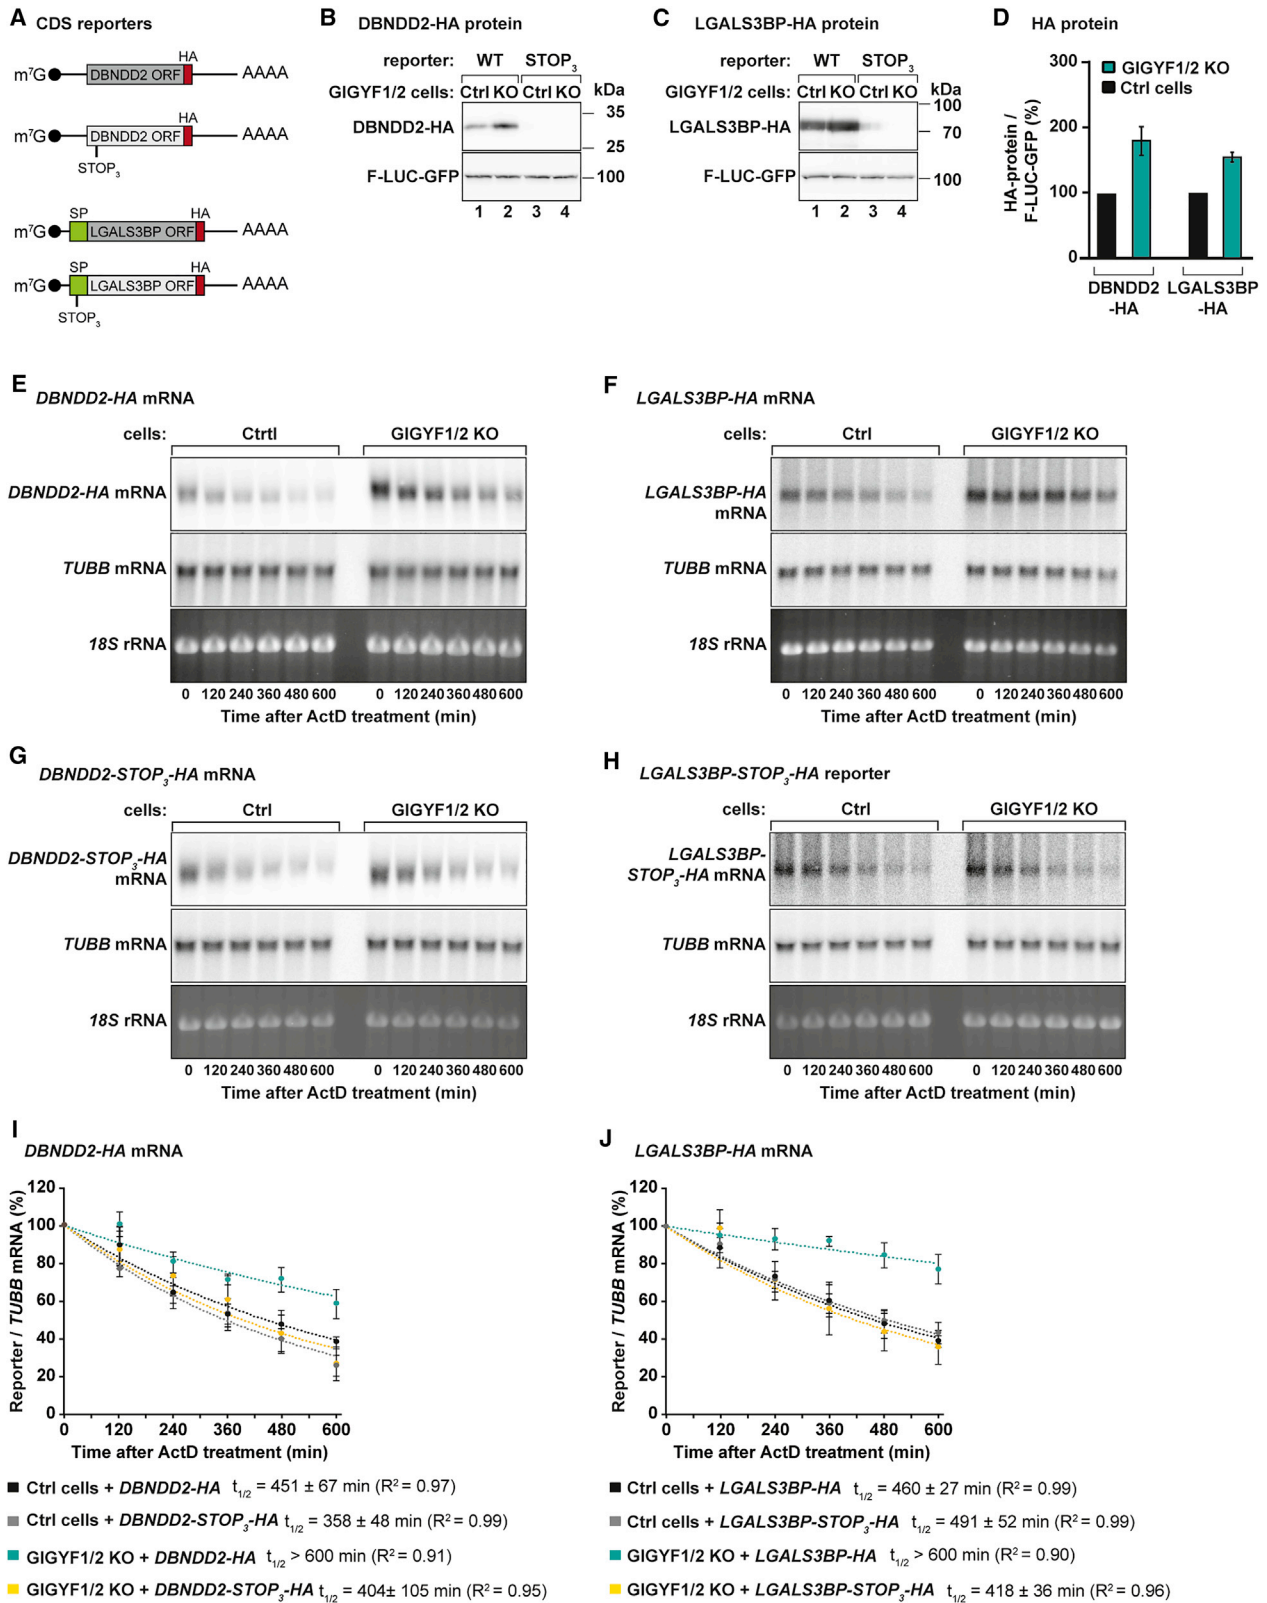 A CDS reporters
HA
m7G DBNDD2 ORF AAAA
HA
m7G DBNDD2 ORF AAAA
STOP3
SP HA
m7G LGALS3BP ORF AAAA
SP HA
m7G LGALS3BP ORF AAAA
STOP3
B DBNDD2-HA protein
reporter: WT STOP3
GIGYF1/2 cells: Ctrl KO Ctrl KO kDa
35
DBNDD2-HA
25
F-LUC-GFP 100
1 2 3 4
C LGALS3BP-HA protein
reporter: WT STOP3
GIGYF1/2 cells: Ctrl KO Ctrl KO kDa
100
LGALS3BP-HA 70
F-LUC-GFP 100
1 2 3 4
D HA protein
HA-protein /
F-LUC-GFP (%)
300
200
100
0
GIGYF1/2 KO
Ctrl cells
DBNDD2
-HA
LGALS3BP
-HA
E DBNDD2-HA mRNA
cells: Ctrtl GIGYF1/2 KO
DBNDD2-HA mRNA
TUBB mRNA
18S rRNA
0 120 240 360 480 600 0 120 240 360 480 600
Time after ActD treatment (min)
F LGALS3BP-HA mRNA
cells: Ctrl GIGYF1/2 KO
LGALS3BP-HA
mRNA
TUBB mRNA
18S rRNA
0 120 240 360 480 600 0 120 240 360 480 600
Time after ActD treatment (min)
G DBNDD2-STOP3-HA mRNA
cells: Ctrl GIGYF1/2 KO
DBNDD2-STOP3-HA
mRNA
TUBB mRNA
18S rRNA
0 120 240 360 480 600 0 120 240 360 480 600
Time after ActD treatment (min)
H LGALS3BP-STOP3-HA reporter
cells: Ctrl GIGYF1/2 KO
LGALS3BP-
STOP3-HA mRNA
TUBB mRNA
18S rRNA
0 120 240 360 480 600 0 120 240 360 480 600
Time after ActD treatment (min)
I DBNDD2-HA mRNA
Reporter / TUBB mRNA (%)
120
100
80
60
40
20
0
0 120 240 360 480 600
Time after ActD treatment (min)
Ctrl cells + DBNDD2-HA t1/2 = 451 ± 67 min (R2 = 0.97)
Ctrl cells + DBNDD2-STOP3-HA t1/2 = 358 ± 48 min (R2 = 0.99)
GIGYF1/2 KO + DBNDD2-HA t1/2 > 600 min (R2 = 0.91)
GIGYF1/2 KO + DBNDD2-STOP3-HA t1/2 = 404± 105 min (R2 = 0.95)
J LGALS3BP-HA mRNA
Reporter / TUBB mRNA (%)
120
100
80
60
40
20
0
0 120 240 360 480 600
Time after ActD treatment (min)
Ctrl cells + LGALS3BP-HA t1/2 = 460 ± 27 min (R2 = 0.99)
Ctrl cells + LGALS3BP-STOP3-HA t1/2 = 491 ± 52 min (R2 = 0.99)
GIGYF1/2 KO + LGALS3BP-HA t1/2 > 600 min (R2 = 0.90)
GIGYF1/2 KO + LGALS3BP-STOP3-HA t1/2 = 418 ± 36 min (R2 = 0.96)